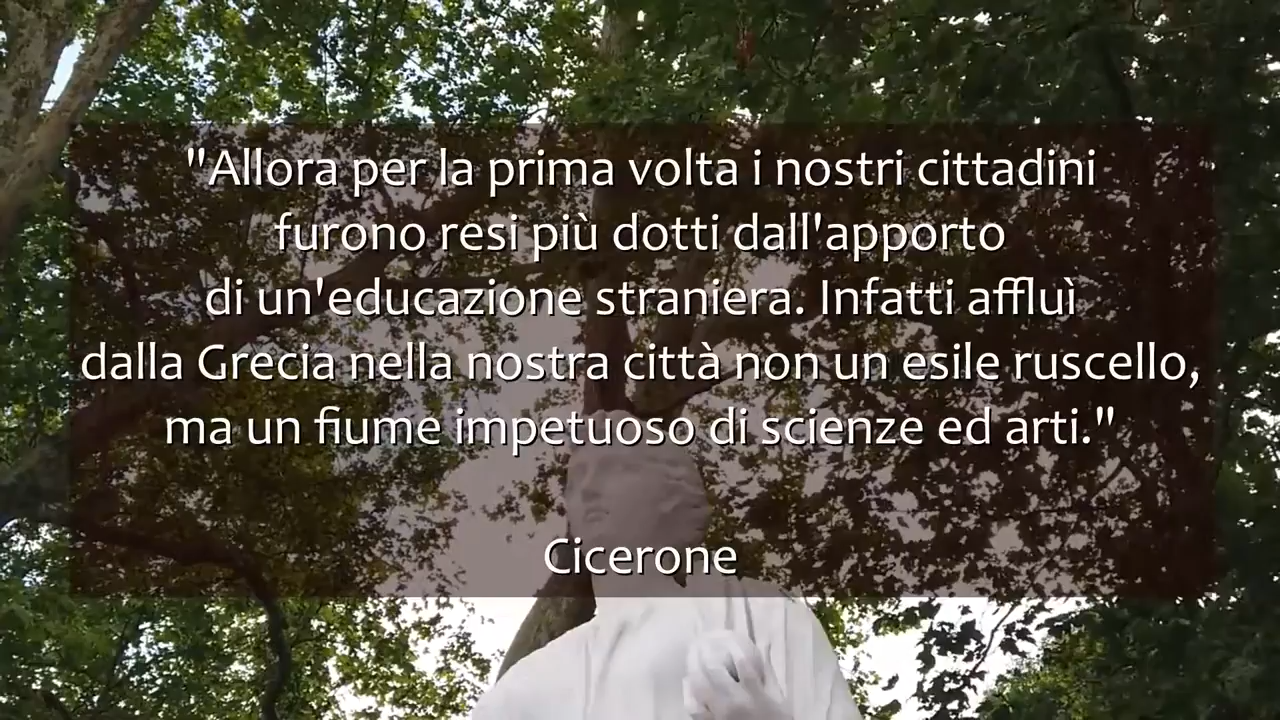 "Allora per la prima volta i nostri cittadini
furono resi più dotti dall'apporto
di un'educazione straniera. Infatti affluì
dalla Grecia nella nostra città non un esile ruscello,
ma un fiume impetuoso di scienze ed arti."
Cicerone